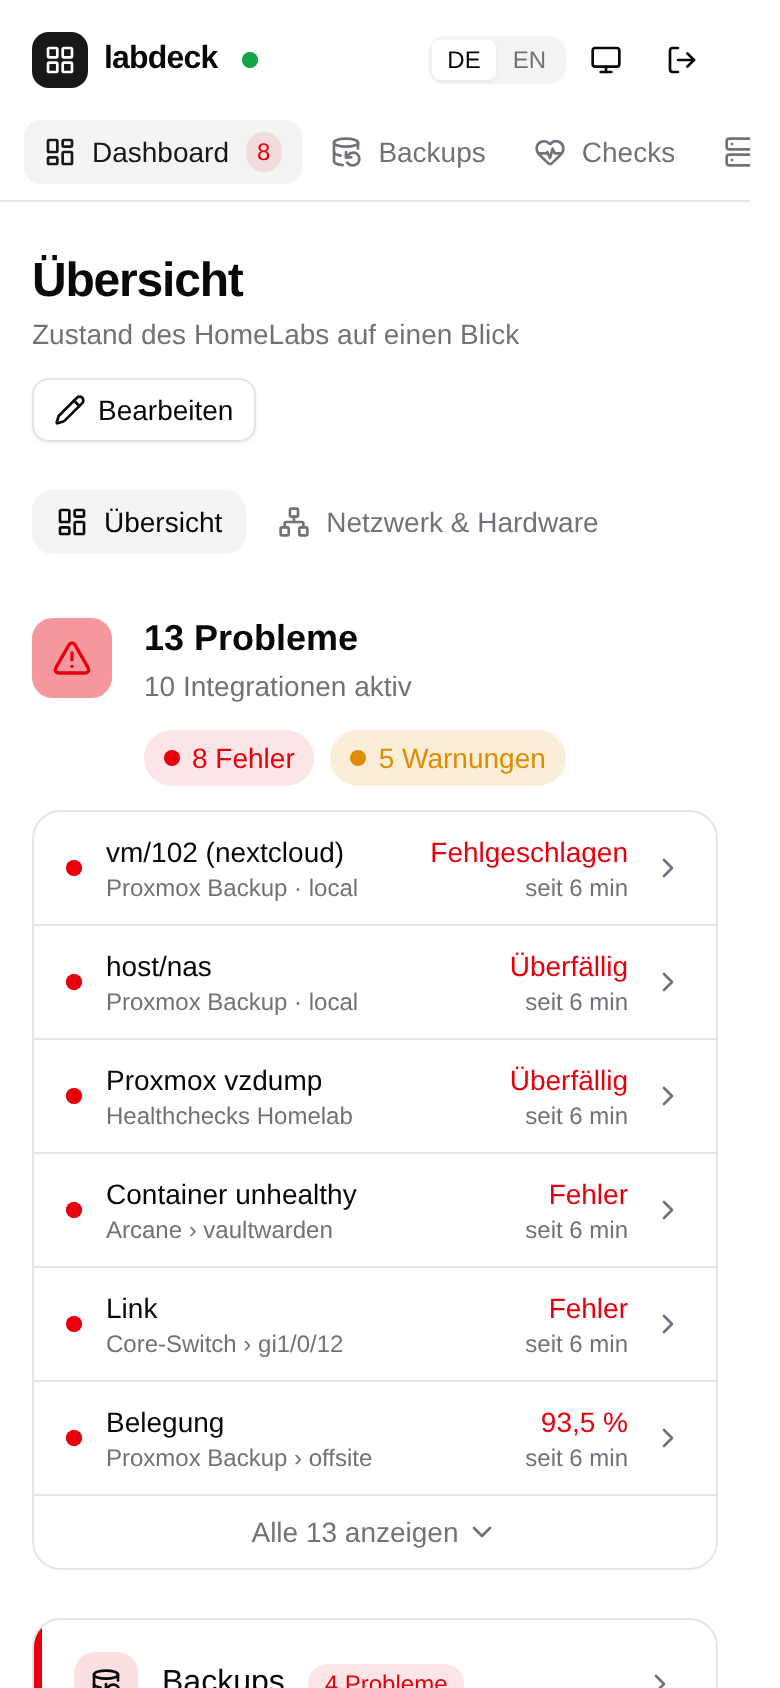 labdeck
DE EN
Dashboard 8 Backups Checks
Übersicht
Zustand des HomeLabs auf einen Blick
Bearbeiten
Übersicht Netzwerk & Hardware
13 Probleme
10 Integrationen aktiv
8 Fehler 5 Warnungen
vm/102 (nextcloud) Fehlgeschlagen
Proxmox Backup · local seit 6 min
host/nas Überfällig
Proxmox Backup · local seit 6 min
Proxmox vzdump Überfällig
Healthchecks Homelab seit 6 min
Container unhealthy Fehler
Arcane › vaultwarden seit 6 min
Link Fehler
Core-Switch › gi1/0/12 seit 6 min
Belegung 93,5 %
Proxmox Backup › offsite seit 6 min
Alle 13 anzeigen
Backups 4 Probleme